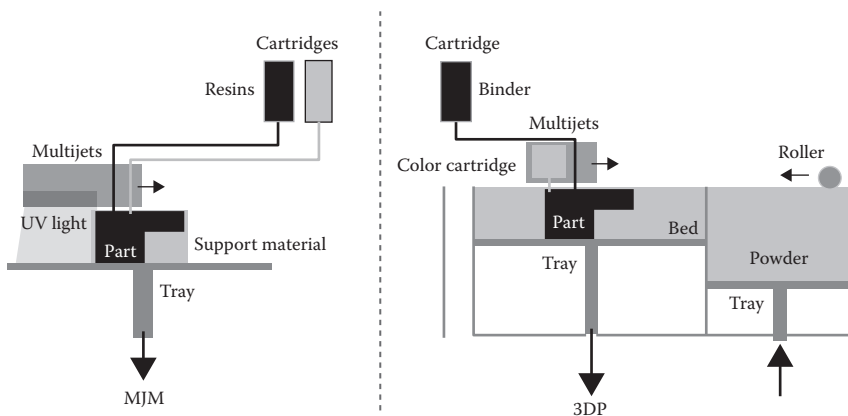 Cartridges
Resins
Multijets
UV light
Part
Support material
Tray
MJM
Cartridge
Binder
Multijets
Color cartridge
Roller
Part
Bed
Tray
Powder
Tray
3DP